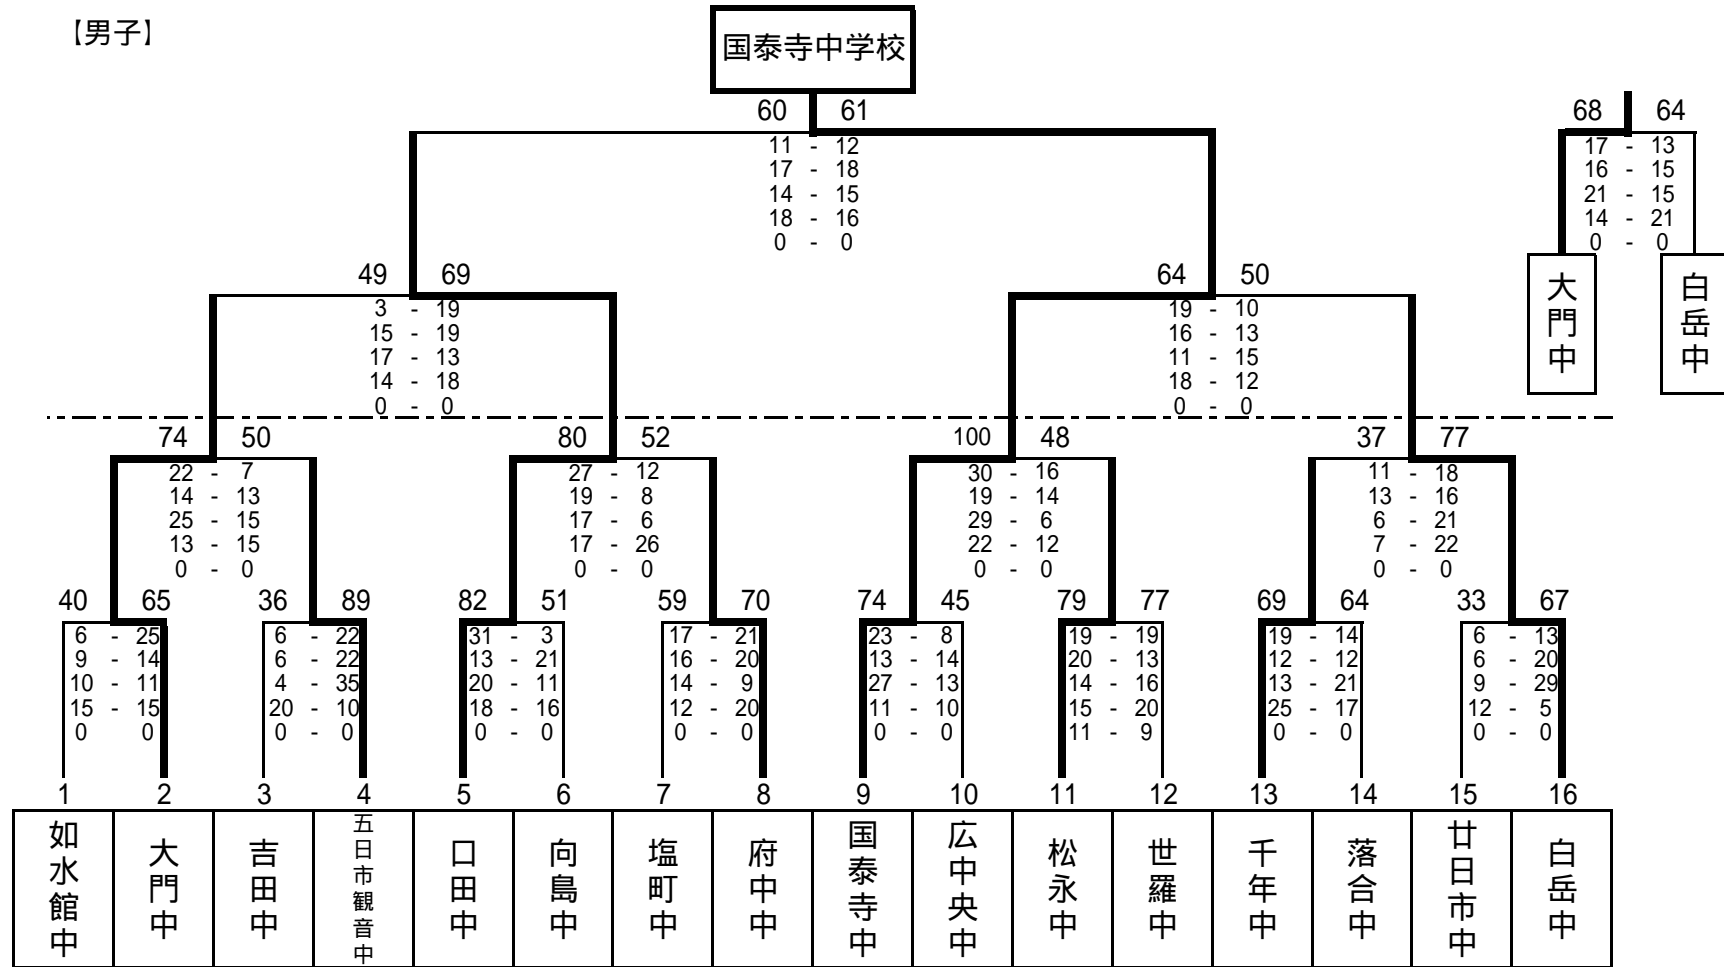 【男子】
国泰寺中学校
60 61
68 64
11 - 12
17 - 18
14 - 15
18 - 16
0 - 0
17 - 13
16 - 15
21 - 15
14 - 21
0 - 0
大門中
白岳中
49 69
3 - 19
15 - 19
17 - 13
14 - 18
0 - 0
64 50
19 - 10
16 - 13
11 - 15
18 - 12
0 - 0
74 50
22 - 7
14 - 13
25 - 15
13 - 15
0 - 0
80 52
27 - 12
19 - 8
17 - 6
17 - 26
0 - 0
100 48
30 - 16
19 - 14
29 - 6
22 - 12
0 - 0
37 77
11 - 18
13 - 16
6 - 21
7 - 22
0 - 0
40 65
6 - 25
9 - 14
10 - 11
15 - 15
0 0
36 89
6 - 22
6 - 22
4 - 35
20 - 10
0 - 0
82 51
31 - 3
13 - 21
20 - 11
18 - 16
0 - 0
59 70
17 - 21
16 - 20
14 - 9
12 - 20
0 - 0
74 45
23 - 8
13 - 14
27 - 13
11 - 10
0 - 0
79 77
19 - 19
20 - 13
14 - 16
15 - 20
11 - 9
69 64
19 - 14
12 - 12
13 - 21
25 - 17
0 - 0
33 67
6 - 13
6 - 20
9 - 29
12 - 5
0 - 0
1 2 3 4 5 6 7 8 9 10 11 12 13 14 15 16
如水館中
大門中
吉田中
五日市観音中
口田中
向島中
塩町中
府中中
国泰寺中
広中央中
松永中
世羅中
千年中
落合中
廿日市中
白岳中